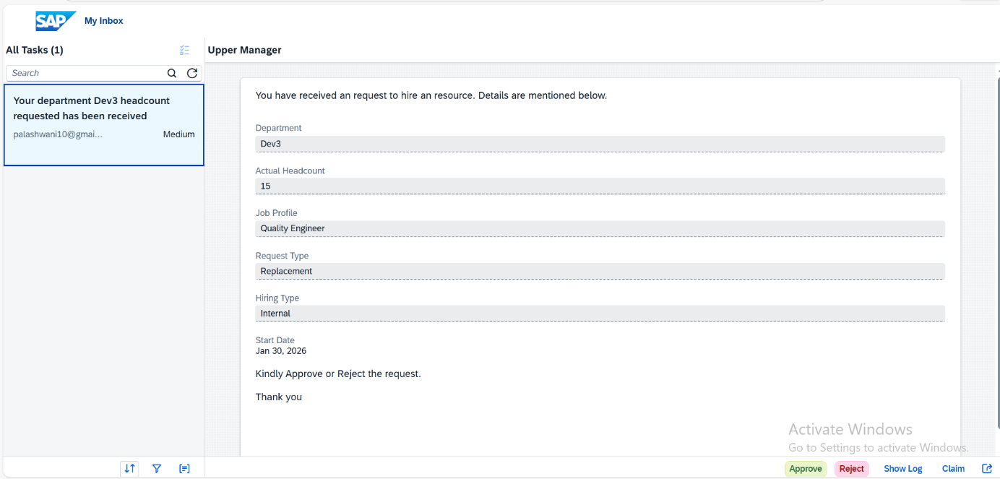 SAP My Inbox
All Tasks (1)
Search
Your department Dev3 headcount
requested has been received
palashwani10@gmai... Medium
Upper Manager
You have received an request to hire an resource. Details are mentioned below.
Department
Dev3
Actual Headcount
15
Job Profile
Quality Engineer
Request Type
Replacement
Hiring Type
Internal
Start Date
Jan 30, 2026
Kindly Approve or Reject the request.
Thank you
Activate Windows
Go to Settings to activate Windows.
Approve Reject Show Log Claim